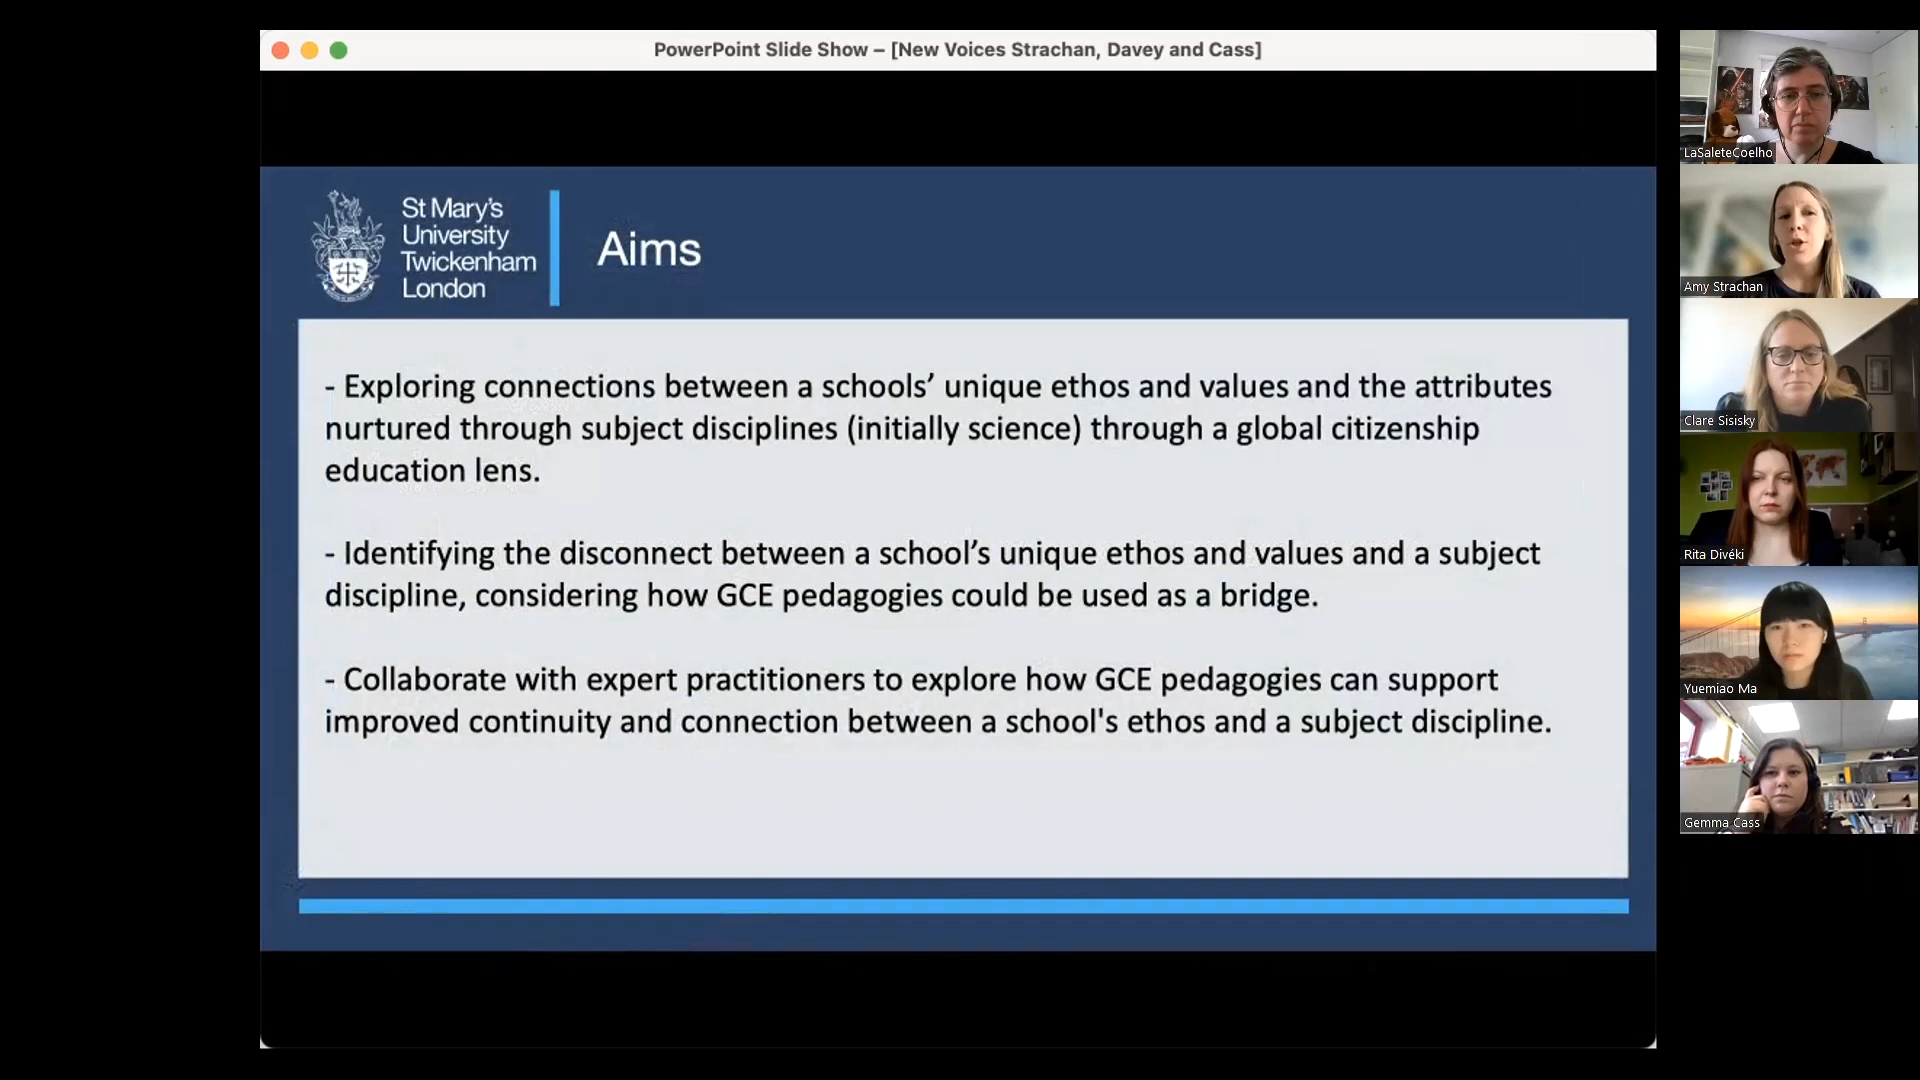 PowerPoint Slide Show – [New Voices Strachan, Davey and Cass]
St Mary's
University
Twickenham
London
Aims
- Exploring connections between a schools’ unique ethos and values and the attributes
nurtured through subject disciplines (initially science) through a global citizenship
education lens.
- Identifying the disconnect between a school’s unique ethos and values and a subject
discipline, considering how GCE pedagogies could be used as a bridge.
- Collaborate with expert practitioners to explore how GCE pedagogies can support
improved continuity and connection between a school's ethos and a subject discipline.
LaSaleteCoelho
Amy Strachan
Clare Sisisky
Rita Divéki
Yuemiao Ma
Gemma Cass